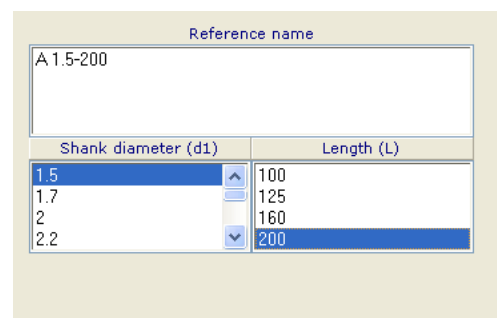 Reference name
A 1.5-200
Shank diameter (d1) Length (L)
1.5 100
1.7 125
2 160
2.2 200